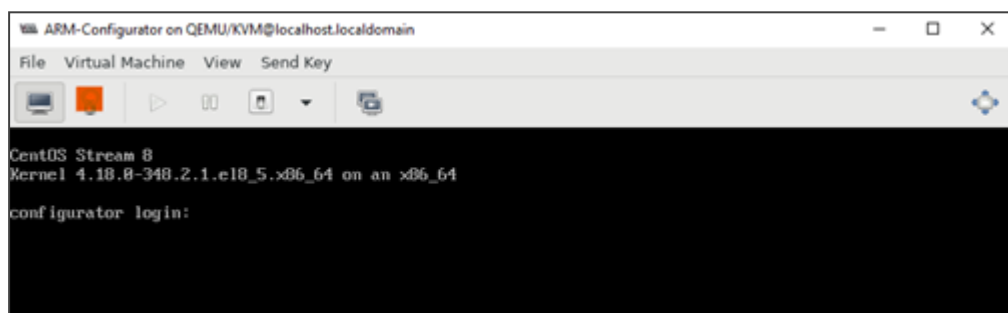 ARM-Configurator on QEMU/KVM@localhost.localdomain
File Virtual Machine View Send Key
CentOS Stream 8
Kernel 4.18.0-348.2.1.el8_5.x86_64 on an x86_64
configurator login: